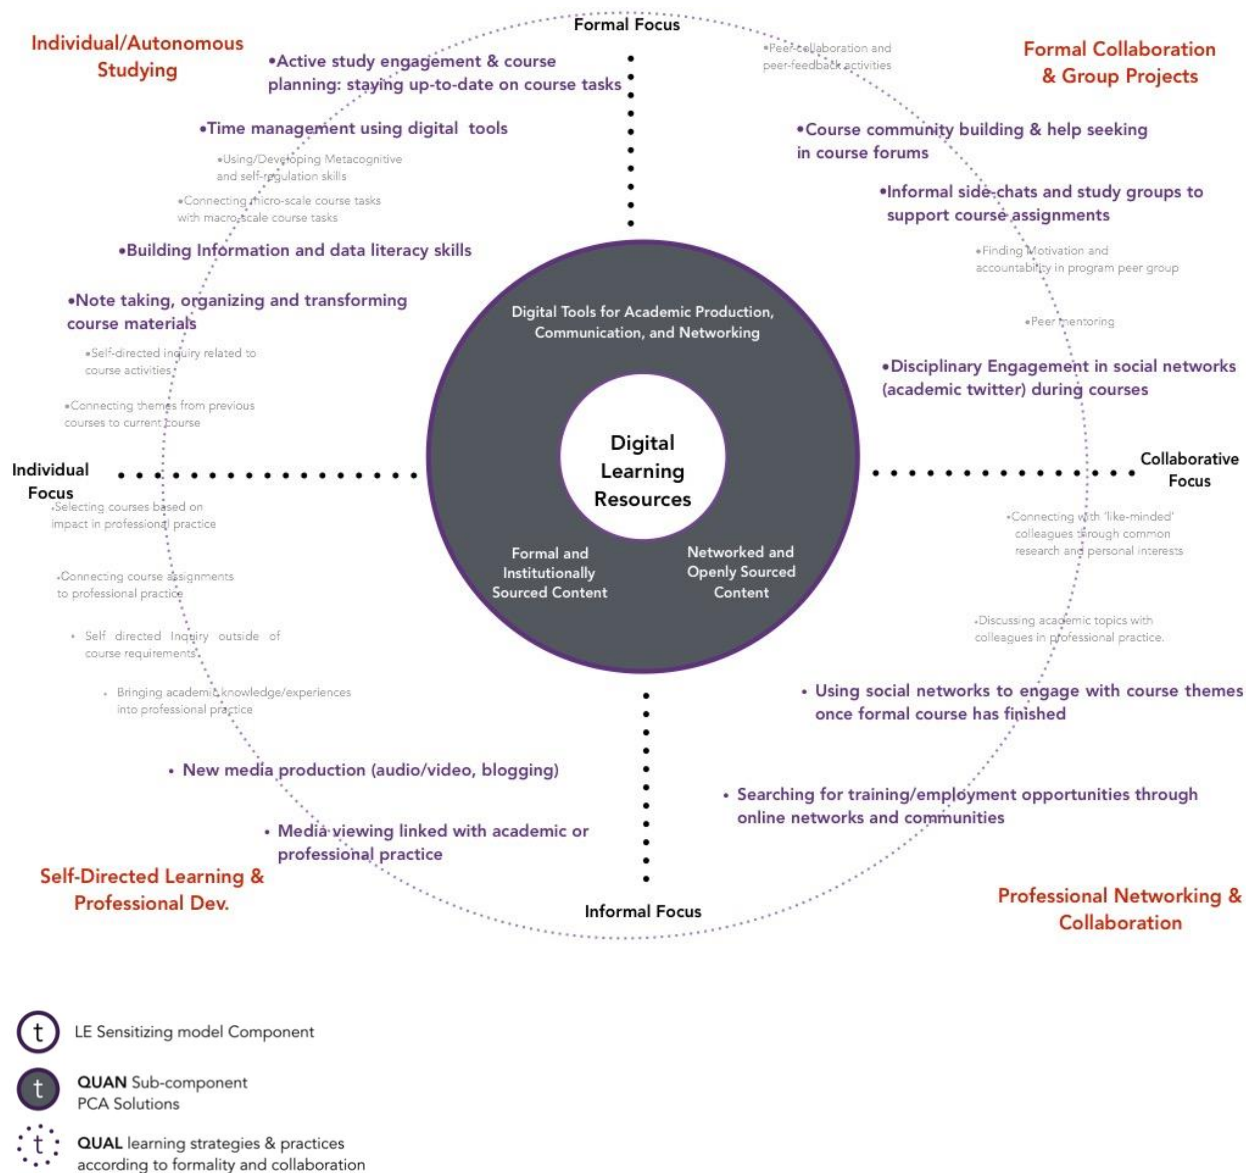 Formal Focus
Individual/Autonomous
Studying
•Active study engagement & course
planning: staying up-to-date on course tasks
•Time management using digital tools
•Using/Developing Metacognitive
and self-regulation skills
•Connecting micro-scale course tasks
with macro-scale course tasks
•Building Information and data literacy skills
•Note taking, organizing and transforming
course materials
•Self-directed inquiry related to
course activities
•Connecting themes from previous
courses to current course
Formal Collaboration
& Group Projects
•Peer-collaboration and
peer-feedback activities
•Course community building & help seeking
in course forums
•Informal side-chats and study groups to
support course assignments
•Finding Motivation and
accountability in program peer group
•Peer mentoring
•Disciplinary Engagement in social networks
(academic twitter) during courses
Digital Tools for Academic Production,
Communication, and Networking
Digital
Learning
Resources
Formal and
Institutionally
Sourced Content
Networked and
Openly Sourced
Content
Individual
Focus
Collaborative
Focus
•Selecting courses based on
impact in professional practice
•Connecting course assignments
to professional practice
• Self directed Inquiry outside of
course requirements
• Bringing academic knowledge/experiences
into professional practice
• New media production (audio/video, blogging)
• Media viewing linked with academic or
professional practice
Self-Directed Learning &
Professional Dev.
•Connecting with 'like-minded'
colleagues through common
research and personal interests
•Discussing academic topics with
colleagues in professional practice.
• Using social networks to engage with course themes
once formal course has finished
• Searching for training/employment opportunities through
online networks and communities
Professional Networking &
Collaboration
Informal Focus
t
LE Sensitizing model Component
t
QUAN Sub-component
PCA Solutions
t
QUAL learning strategies & practices
according to formality and collaboration